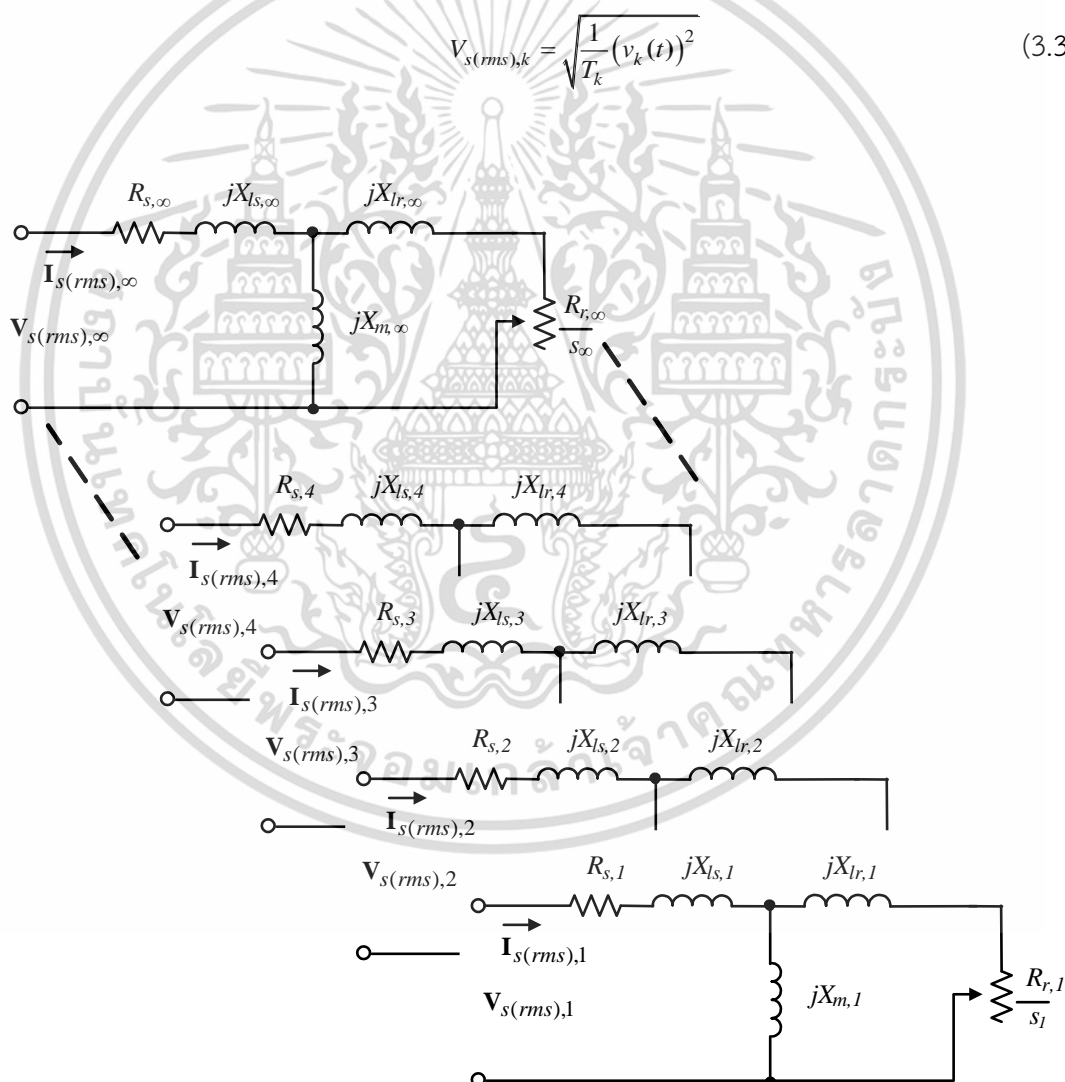 V_{s(rms),k} = \sqrt{\frac{1}{T_k}(v_k(t))^2} (3.3
R_{s,∞} jX_{ls,∞} jX_{lr,∞}
I_{s(rms),∞}
V_{s(rms),∞} jX_{m,∞} \frac{R_{r,∞}}{s_∞}
R_{s,4} jX_{ls,4} jX_{lr,4}
I_{s(rms),4}
V_{s(rms),4} R_{s,3} jX_{ls,3} jX_{lr,3}
I_{s(rms),3}
V_{s(rms),3} R_{s,2} jX_{ls,2} jX_{lr,2}
I_{s(rms),2}
V_{s(rms),2} R_{s,1} jX_{ls,1} jX_{lr,1}
I_{s(rms),1}
V_{s(rms),1} jX_{m,1} \frac{R_{r,1}}{s_1}